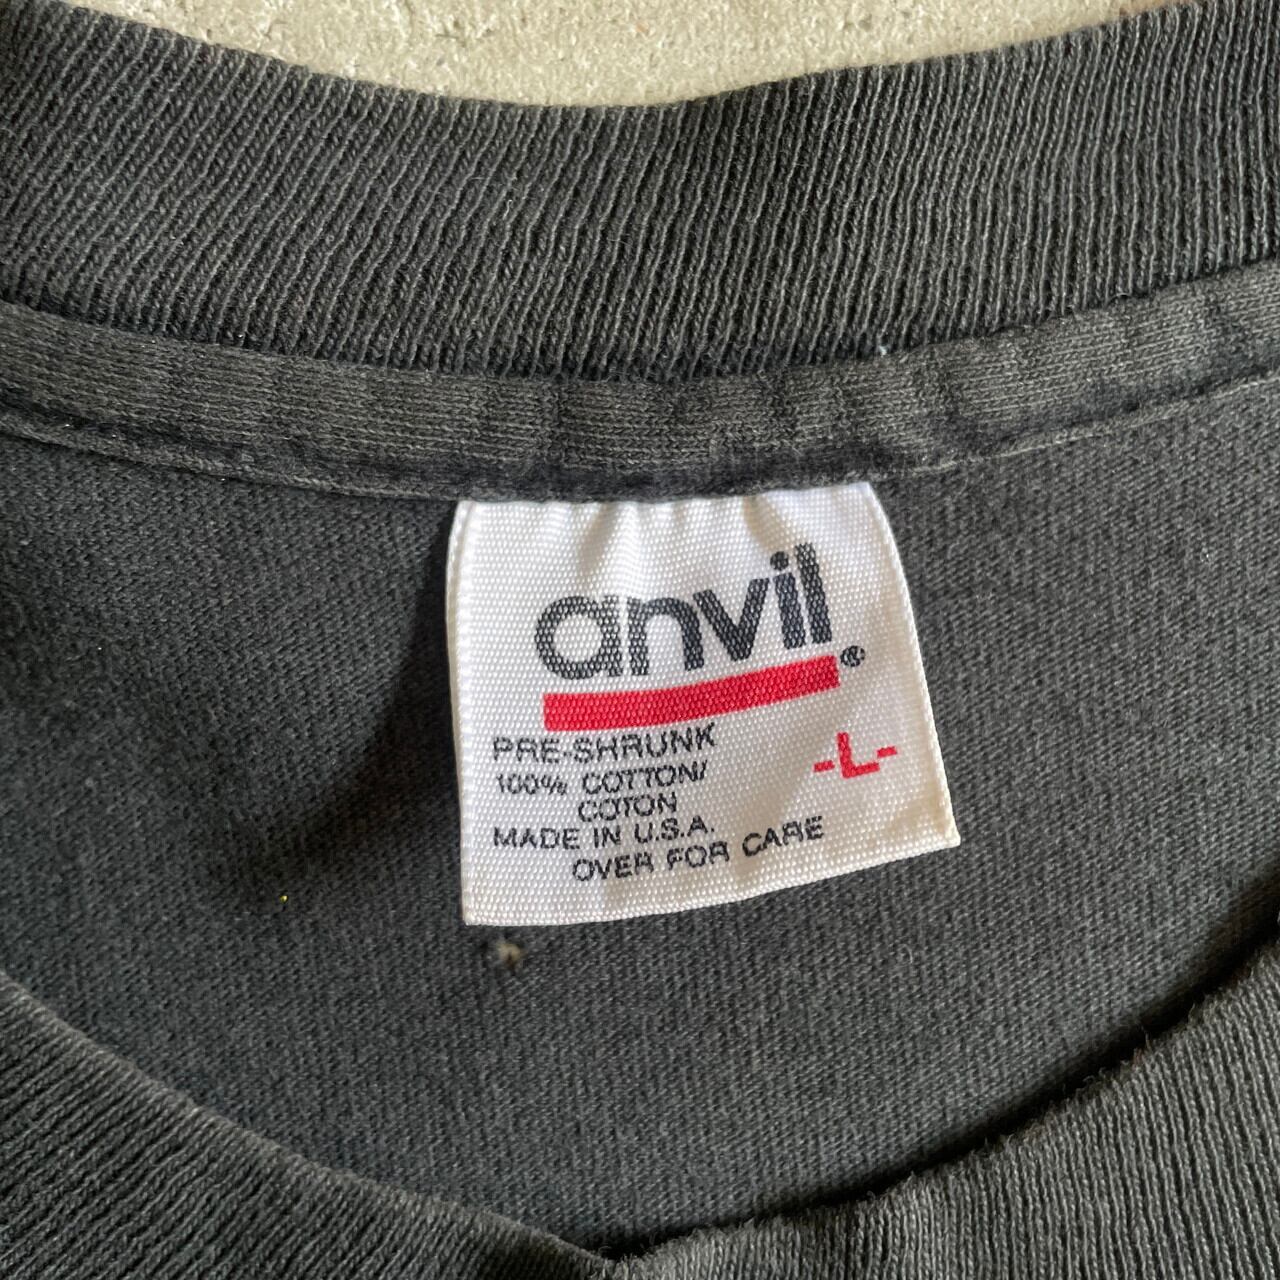 anvil®
PRE-SHRUNK
-L-
100% COTTON/
COTON
MADE IN U.S.A.
OVER FOR CARE